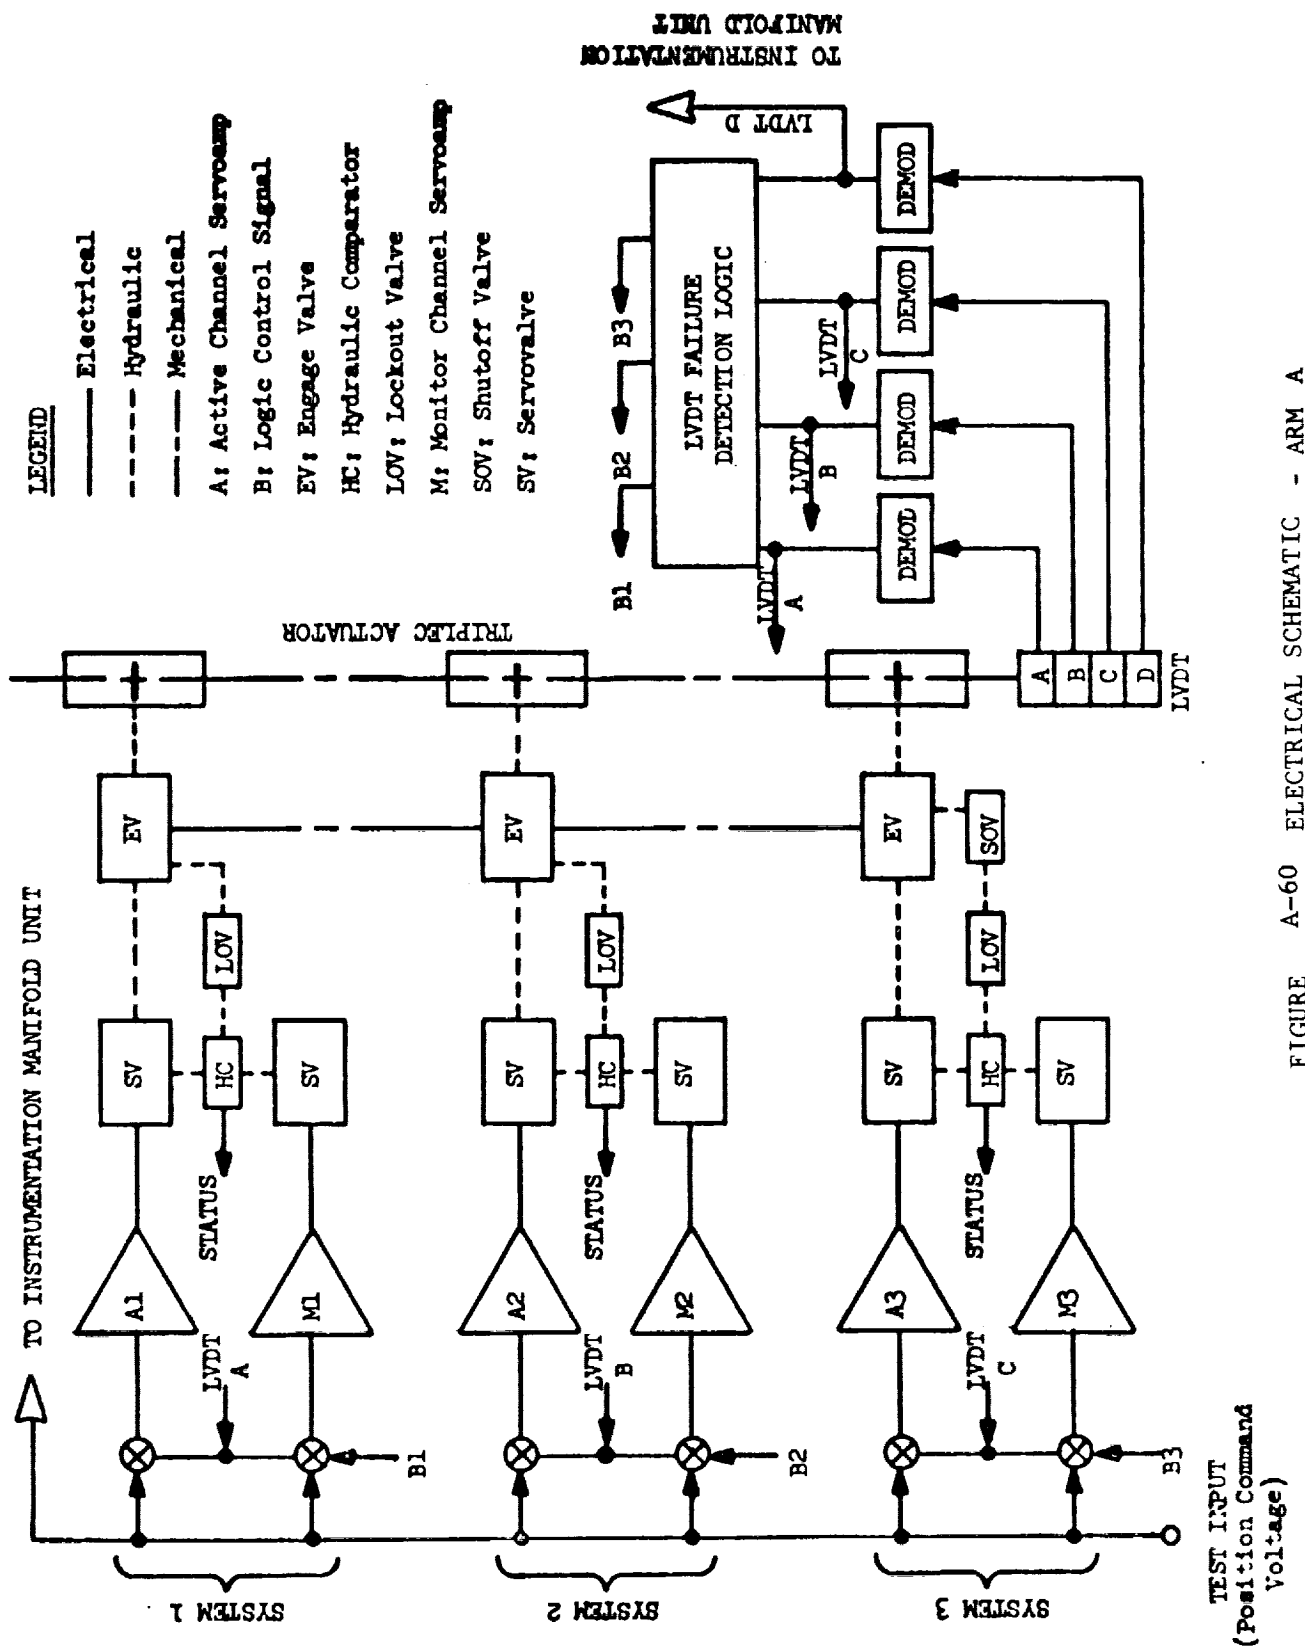 TO INSTRUMENTATION
MANIFOLD UNIT
LEGEND
Electrical
Hydraulic
Mechanical
A: Active Channel Servoamp
B: Logic Control Signal
EV: Engage Valve
HC: Hydraulic Comparator
LOV: Lockout Valve
M: Monitor Channel Servoamp
SOV: Shutoff Valve
SV: Servovalve
TO INSTRUMENTATION MANIFOLD UNIT
LVDT D
LVDT FAILURE
DETECTION LOGIC
B1
B2
B3
LVDT
A
LVDT
B
LVDT
C
DEMOD
DEMOD
DEMOD
DEMOD
TRIPLEC ACTUATOR
A
B
C
D
LVDT
EV
EV
EV
LOV
LOV
LOV
SOV
SV
HC
SV
SV
HC
SV
SV
HC
SV
STATUS
STATUS
STATUS
A1
M1
A2
M2
A3
M3
LVDT
A
LVDT
B
LVDT
C
B1
B2
B3
SYSTEM 1
SYSTEM 2
SYSTEM 3
TEST INPUT
(Position Command
Voltage)
FIGURE A-60 ELECTRICAL SCHEMATIC - ARM A